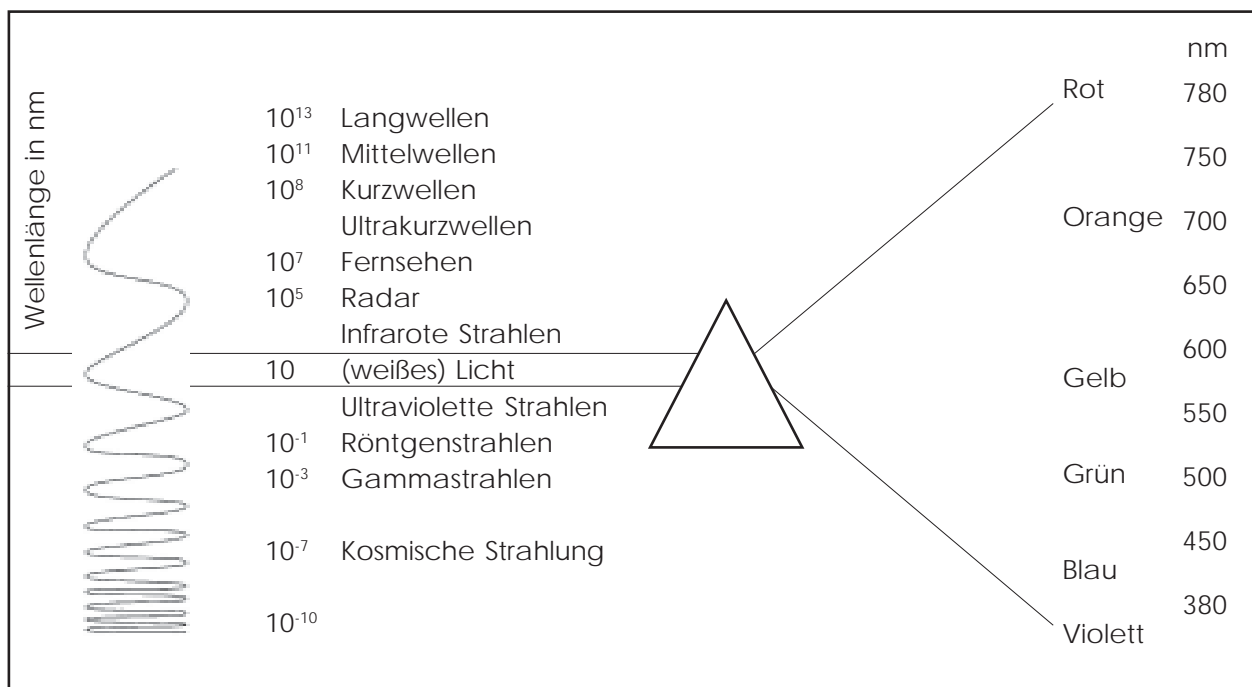 Wellenlänge in nm
10¹³ Langwellen
10¹¹ Mittelwellen
10⁸ Kurzwellen
Ultrakurzwellen
10⁷ Fernsehen
10⁵ Radar
Infrarote Strahlen
10 (weißes) Licht
Ultraviolette Strahlen
10⁻¹ Röntgenstrahlen
10⁻³ Gammastrahlen
10⁻⁷ Kosmische Strahlung
10⁻¹⁰
nm
Rot 780
750
Orange 700
650
600
Gelb
550
Grün 500
450
Blau
380
Violett